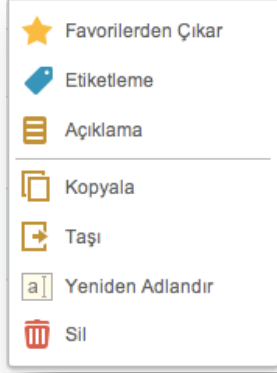 Favorilerden Çıkar
Etiketleme
Açıklama
Kopyala
Taşı
a Yeniden Adlandır
Sil